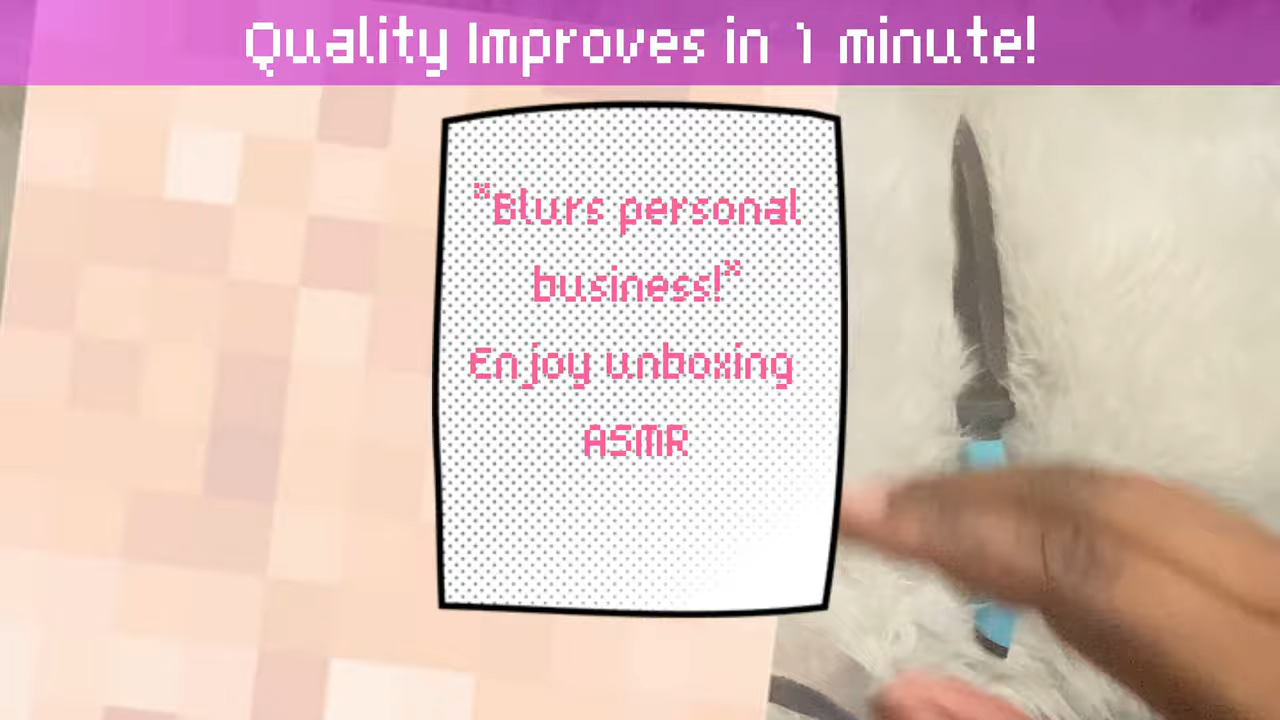 Quality Improves in 1 minute!
*Blurs personal
business!*
Enjoy unboxing
ASMR